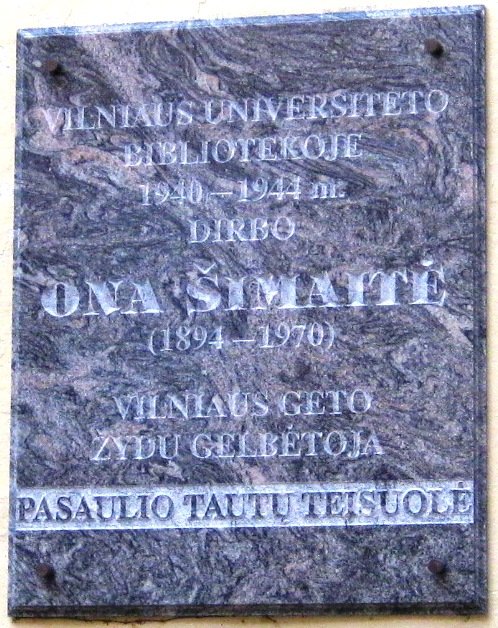 VILNIAUS UNIVERSITETO
BIBLIOTEKOJE
1940 – 1944 m.
DIRBO
ONA ŠIMAITĖ
(1894 – 1970)
VILNIAUS GETO
ŽYDŲ GELBĖTOJA
PASAULIO TAUTŲ TEISUOLĖ